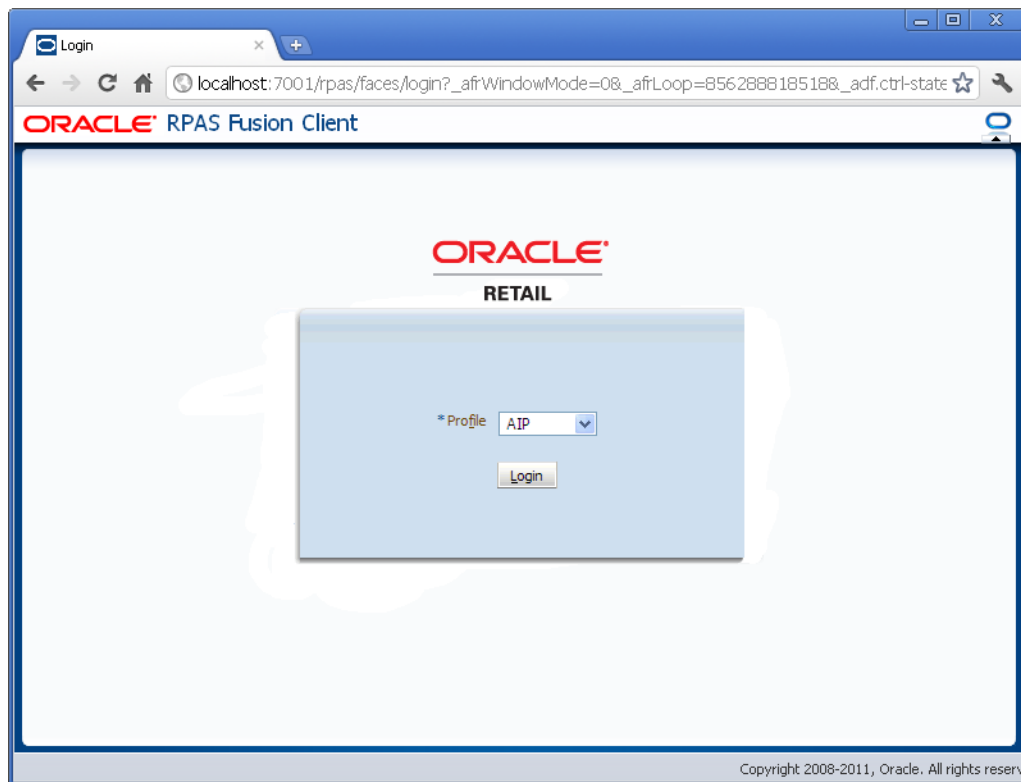 Login
localhost:7001/rpas/faces/login?_afrWindowMode=0&_afrLoop=856288818518&_adf.ctrl-state
ORACLE RPAS Fusion Client
ORACLE
RETAIL
* Profile AIP
Login
Copyright 2008-2011, Oracle. All rights reserv